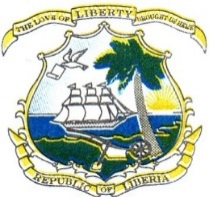 THE LOVE OF LIBERTY BROUGHT US HERE
REPUBLIC OF LIBERIA